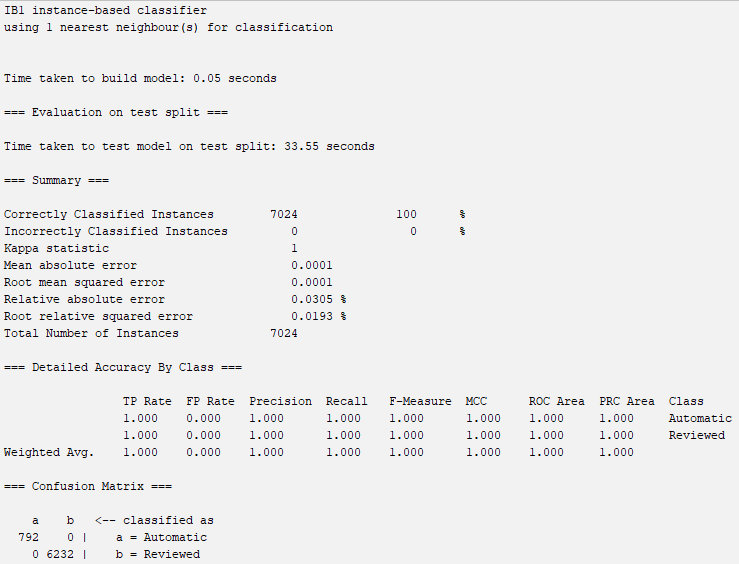 IB1 instance-based classifier
using 1 nearest neighbour(s) for classification
Time taken to build model: 0.05 seconds
=== Evaluation on test split ===
Time taken to test model on test split: 33.55 seconds
=== Summary ===
Correctly Classified Instances        7024              100      %
Incorrectly Classified Instances         0                0      %
Kappa statistic                          1
Mean absolute error                      0.0001
Root mean squared error                  0.0001
Relative absolute error                  0.0305 %
Root relative squared error              0.0193 %
Total Number of Instances             7024
=== Detailed Accuracy By Class ===
                 TP Rate  FP Rate  Precision  Recall   F-Measure  MCC      ROC Area  PRC Area  Class
                 1.000    0.000    1.000      1.000    1.000      1.000    1.000     1.000     Automatic
                 1.000    0.000    1.000      1.000    1.000      1.000    1.000     1.000     Reviewed
Weighted Avg.    1.000    0.000    1.000      1.000    1.000      1.000    1.000     1.000
=== Confusion Matrix ===
    a    b   <-- classified as
  792    0 |    a = Automatic
    0 6232 |    b = Reviewed